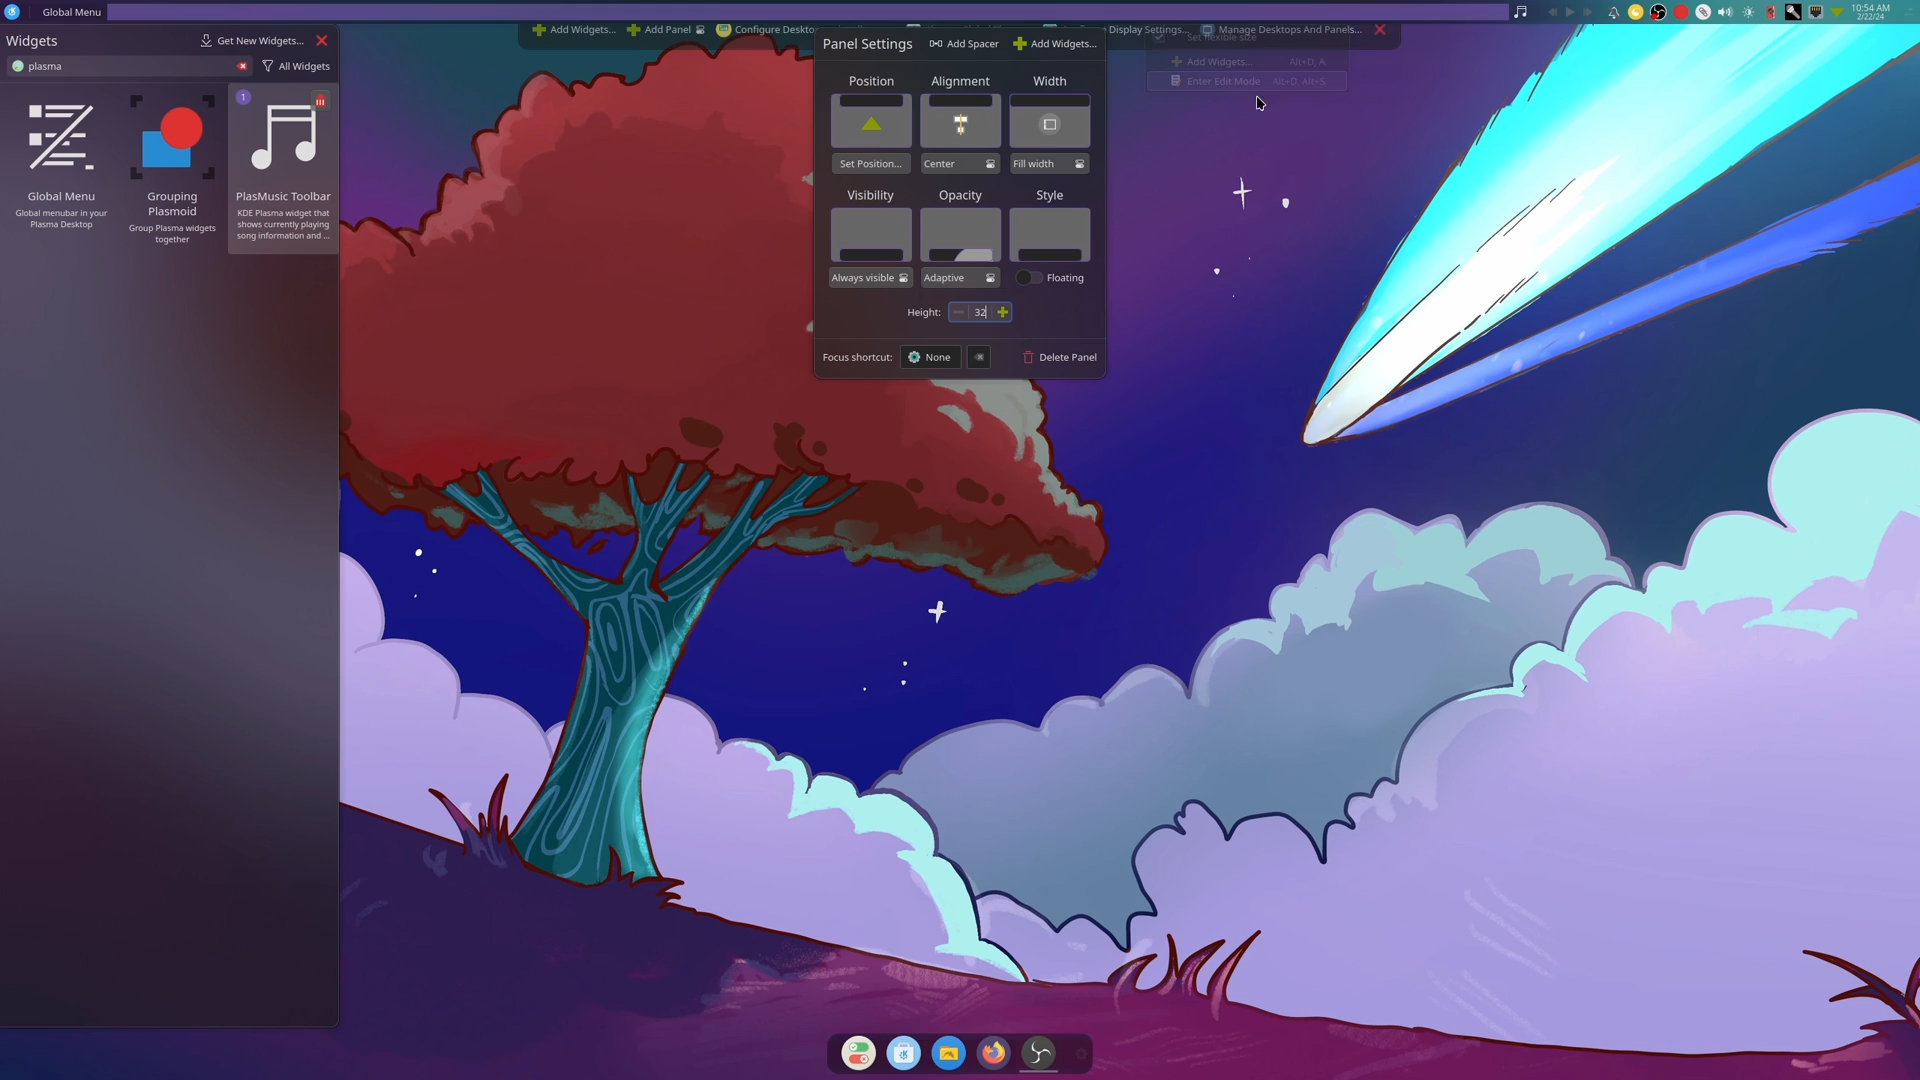 Global Menu
10:54 AM
2/22/24
Widgets
Get New Widgets...
plasma
All Widgets
1
Global Menu
Global menubar in your
Plasma Desktop
Grouping
Plasmoid
Group Plasma widgets
together
PlasMusic Toolbar
KDE Plasma widget that
shows currently playing
song information and ...
Add Widgets...
Add Panel
Configure Deskto
Display Settings...
Manage Desktops And Panels...
Panel Settings
Add Spacer
Add Widgets...
Position
Alignment
Width
Set Position...
Center
Fill width
Visibility
Opacity
Style
Always visible
Adaptive
Floating
Height:
32
Focus shortcut:
None
Delete Panel
Set flexible size
Add Widgets...
Alt+D, A
Enter Edit Mode
Alt+D, Alt+S,